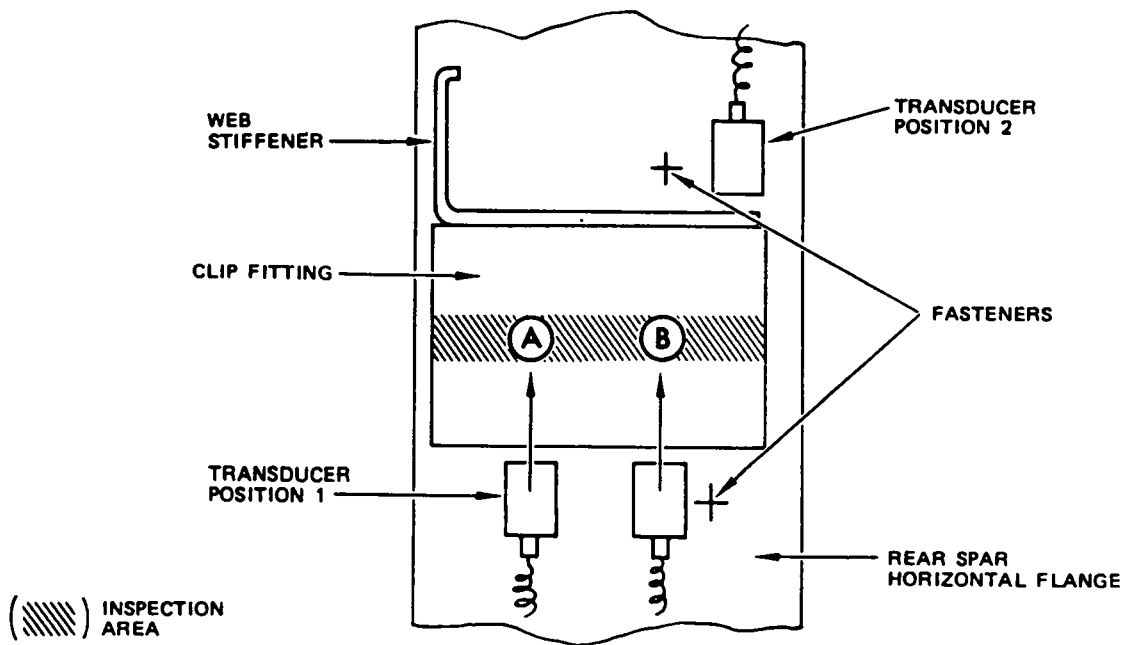 WEB
STIFFENER
TRANSDUCER
POSITION 2
CLIP FITTING
FASTENERS
A
B
TRANSDUCER
POSITION 1
REAR SPAR
HORIZONTAL FLANGE
( ) INSPECTION
AREA